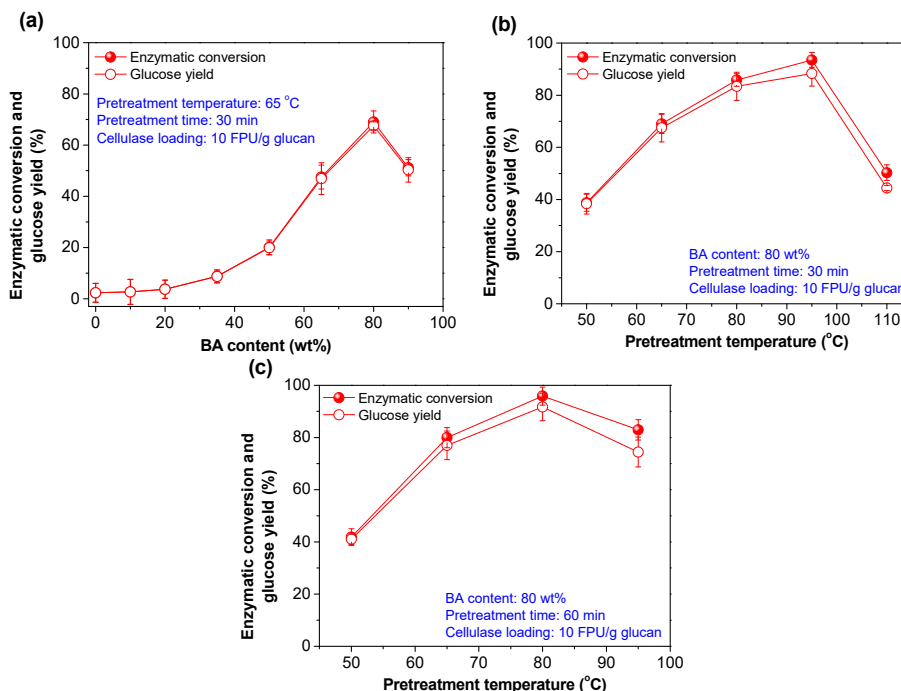 (a)
Enzymatic conversion and
glucose yield (%)
100
80
60
40
20
0
Enzymatic conversion
Glucose yield
Pretreatment temperature: 65 °C
Pretreatment time: 30 min
Cellulase loading: 10 FPU/g glucan
0 20 40 60 80 100
BA content (wt%)
(b)
Enzymatic conversion and
glucose yield (%)
100
80
60
40
20
0
Enzymatic conversion
Glucose yield
BA content: 80 wt%
Pretreatment time: 30 min
Cellulase loading: 10 FPU/g glucan
50 60 70 80 90 100 110
Pretreatment temperature (°C)
(c)
Enzymatic conversion and
glucose yield (%)
100
80
60
40
20
0
Enzymatic conversion
Glucose yield
BA content: 80 wt%
Pretreatment time: 60 min
Cellulase loading: 10 FPU/g glucan
50 60 70 80 90 100
Pretreatment temperature (°C)